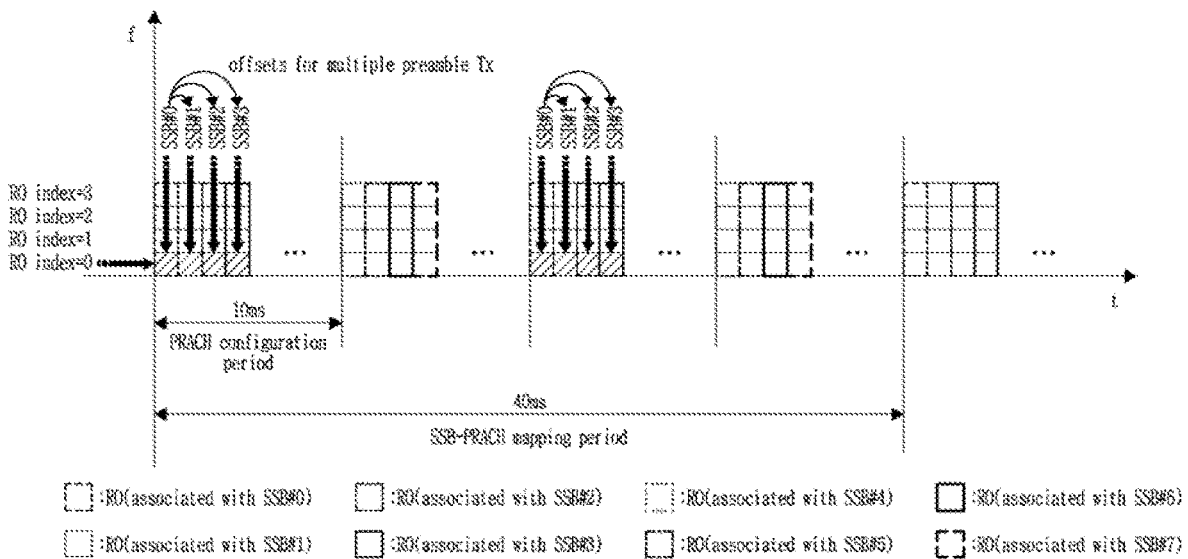 f
offsets for multiple preamble Tx
SSB#0 SSB#1 SSB#2 SSB#3
SSB#0 SSB#1 SSB#2 SSB#3
RO index=3
RO index=2
RO index=1
RO index=0
... ... ... ... ...
t
10ms
PRACH configuration
period
40ms
SSB-PRACH mapping period
:RO(associated with SSB#0)
:RO(associated with SSB#2)
:RO(associated with SSB#4)
:RO(associated with SSB#6)
:RO(associated with SSB#1)
:RO(associated with SSB#3)
:RO(associated with SSB#5)
:RO(associated with SSB#7)